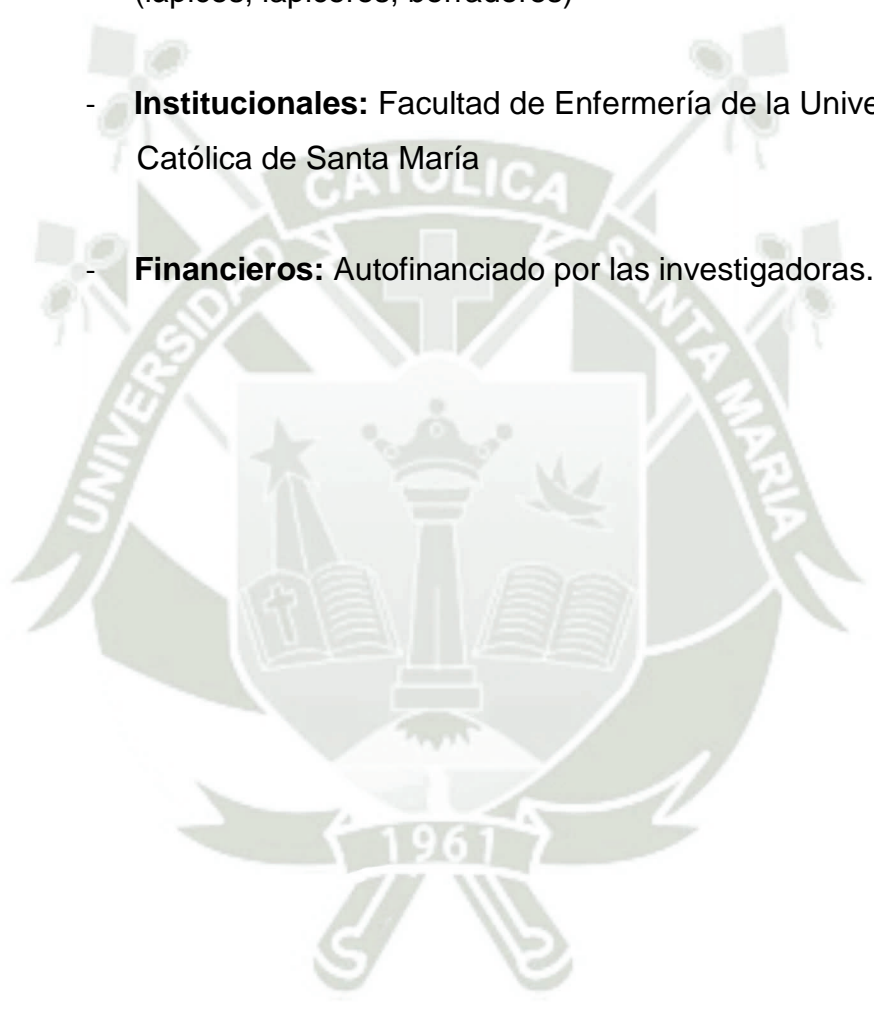 - Institucionales: Facultad de Enfermería de la
Católica de Santa María
- Financieros: Autofinanciado por las investigadoras.
UNIVERSIDAD CATOLICA SANTA MARIA
1961